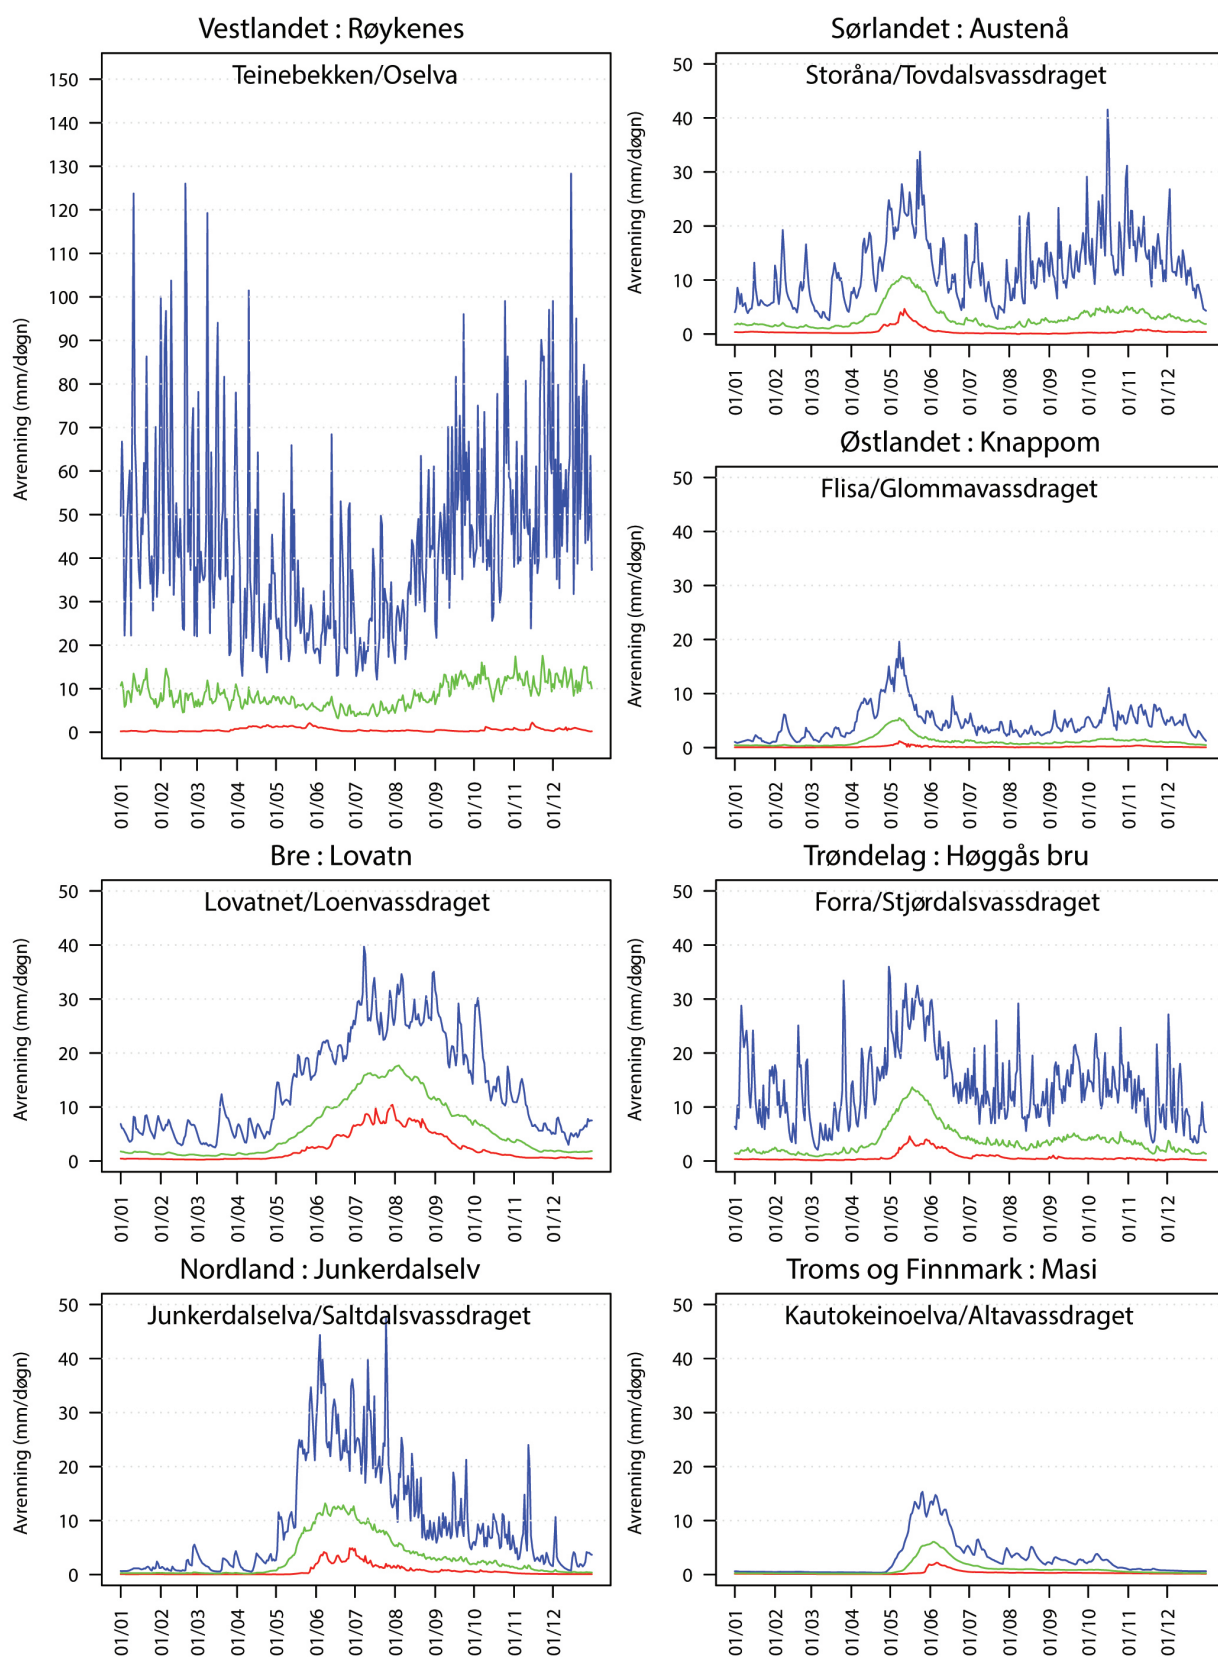 Vestlandet : Røykenes
Teinebekken/Oselva
Avrenning (mm/døgn)
150
140
130
120
110
100
90
80
70
60
50
40
30
20
10
0
01/01 01/02 01/03 01/04 01/05 01/06 01/07 01/08 01/09 01/10 01/11 01/12
Sørlandet : Austenå
Storåna/Tovdalsvassdraget
Avrenning (mm/døgn)
50
40
30
20
10
0
01/01 01/02 01/03 01/04 01/05 01/06 01/07 01/08 01/09 01/10 01/11 01/12
Østlandet : Knappom
Flisa/Glommavassdraget
Avrenning (mm/døgn)
50
40
30
20
10
0
01/01 01/02 01/03 01/04 01/05 01/06 01/07 01/08 01/09 01/10 01/11 01/12
Bre : Lovatn
Lovatnet/Loenvassdraget
Avrenning (mm/døgn)
50
40
30
20
10
0
01/01 01/02 01/03 01/04 01/05 01/06 01/07 01/08 01/09 01/10 01/11 01/12
Trøndelag : Høggås bru
Forra/Stjørdalsvassdraget
Avrenning (mm/døgn)
50
40
30
20
10
0
01/01 01/02 01/03 01/04 01/05 01/06 01/07 01/08 01/09 01/10 01/11 01/12
Nordland : Junkerdalselv
Junkerdalselva/Saltdalsvassdraget
Avrenning (mm/døgn)
50
40
30
20
10
0
01/01 01/02 01/03 01/04 01/05 01/06 01/07 01/08 01/09 01/10 01/11 01/12
Troms og Finnmark : Masi
Kautokeinoelva/Altavassdraget
Avrenning (mm/døgn)
50
40
30
20
10
0
01/01 01/02 01/03 01/04 01/05 01/06 01/07 01/08 01/09 01/10 01/11 01/12